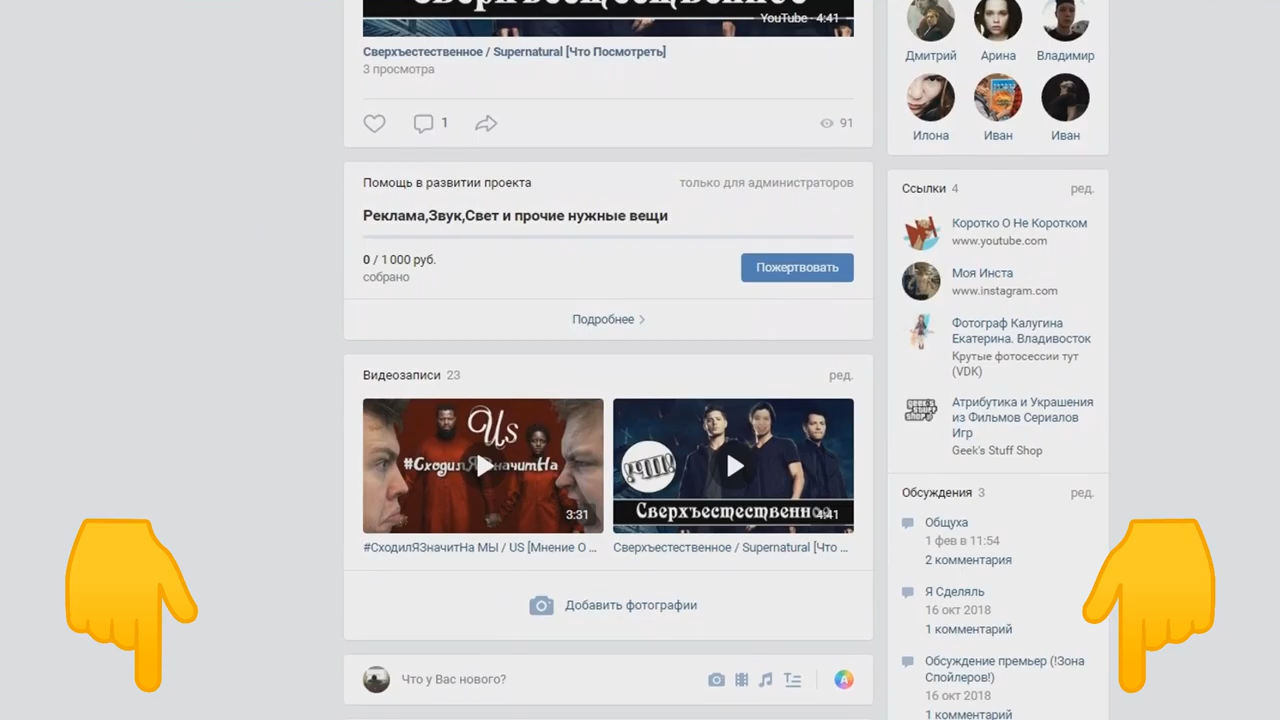 Сверхъестественное
YouTube · 4:41
Сверхъестественное / Supernatural [Что Посмотреть]
3 просмотра
1
91
Помощь в развитии проекта
только для администраторов
Реклама,Звук,Свет и прочие нужные вещи
0 / 1 000 руб.
собрано
Пожертвовать
Подробнее
Видеозаписи 23
ред.
Us
#СходилЯЗначитНа
3:31
!ЧП!
Сверхъестественное
4:41
#СходилЯЗначитНа МЫ / US [Мнение О ...
Сверхъестественное / Supernatural [Что ...
Добавить фотографии
Что у Вас нового?
A
Дмитрий
Арина
Владимир
Илона
Иван
Иван
Ссылки 4
ред.
Коротко О Не Коротком
www.youtube.com
Моя Инста
www.instagram.com
Фотограф Калугина
Екатерина. Владивосток
Крутые фотосессии тут
(VDK)
geek's
stuff
shop
Атрибутика и Украшения
из Фильмов Сериалов
Игр
Geek's Stuff Shop
Обсуждения 3
ред.
Общуха
1 фев в 11:54
2 комментария
Я Сделяль
16 окт 2018
1 комментарий
Обсуждение премьер (!Зона
Спойлеров!)
16 окт 2018
1 комментарий